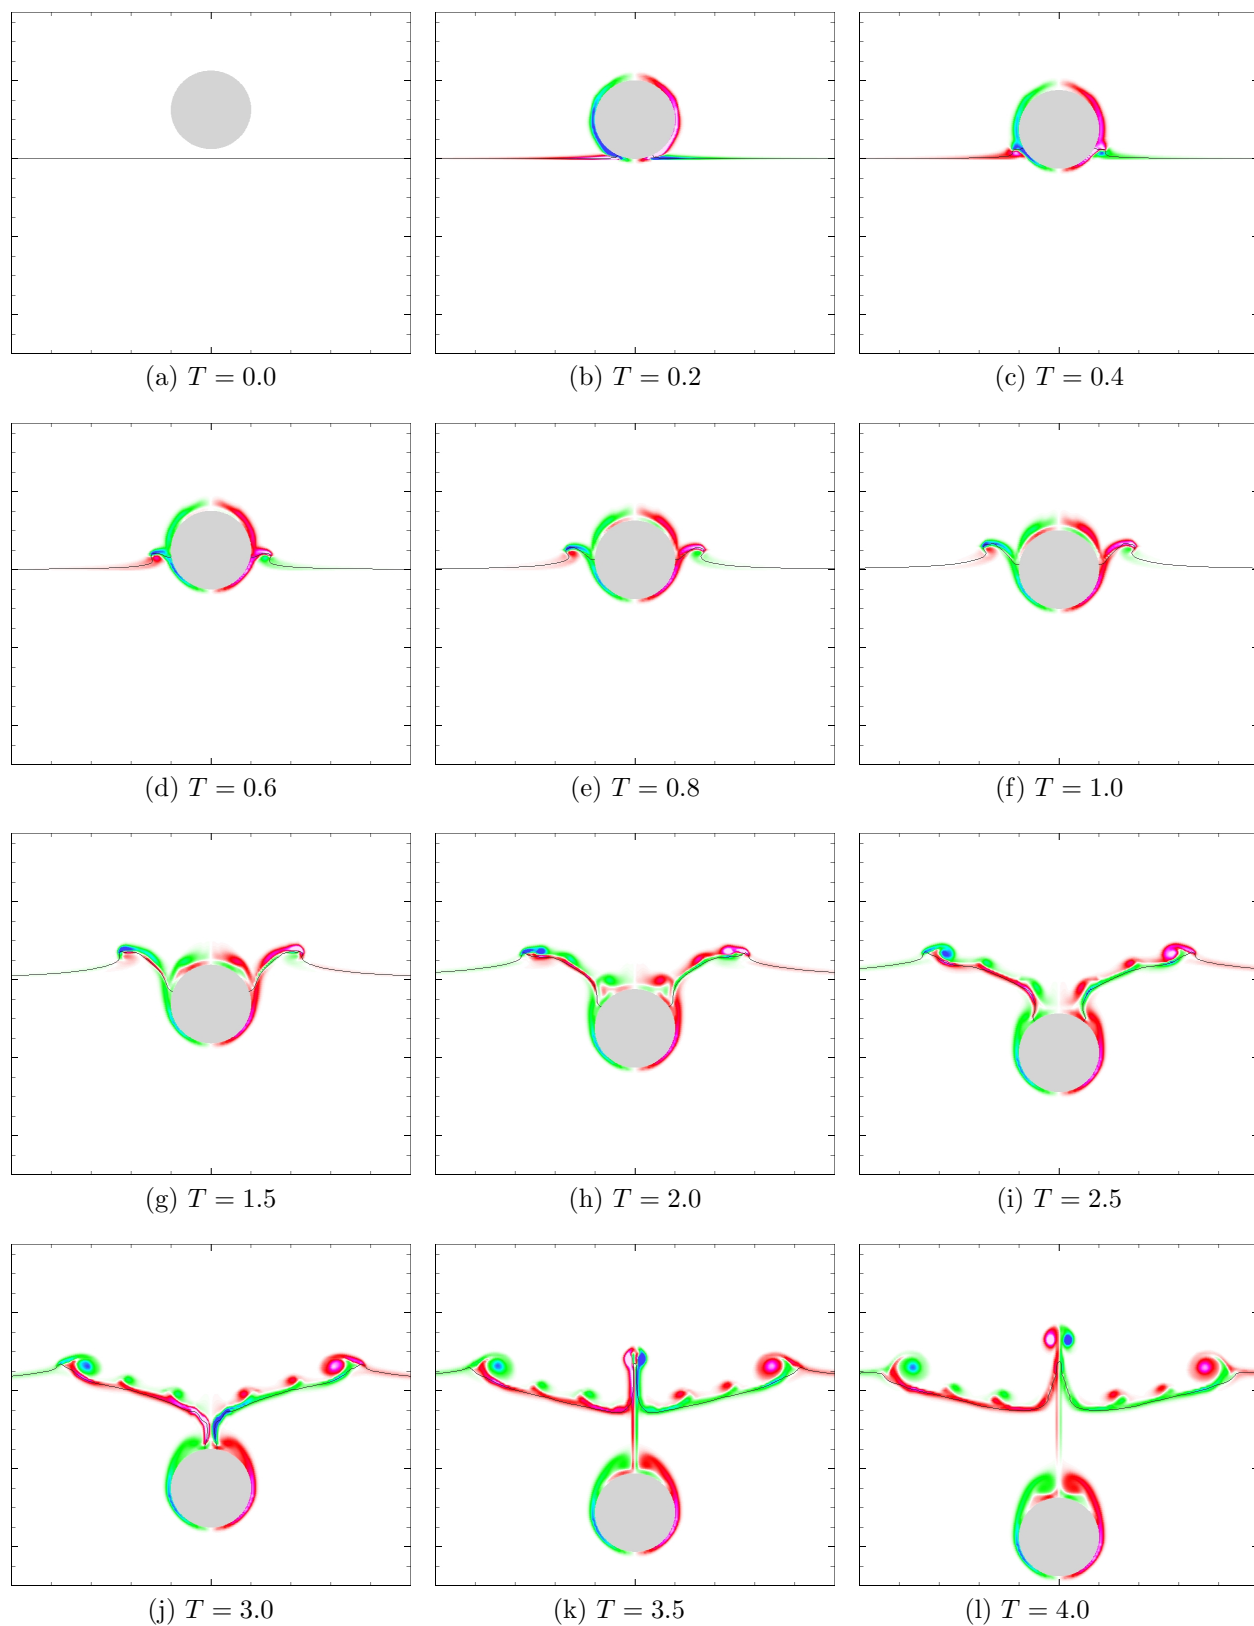 (a) T = 0.0
(b) T = 0.2
(c) T = 0.4
(d) T = 0.6
(e) T = 0.8
(f) T = 1.0
(g) T = 1.5
(h) T = 2.0
(i) T = 2.5
(j) T = 3.0
(k) T = 3.5
(l) T = 4.0